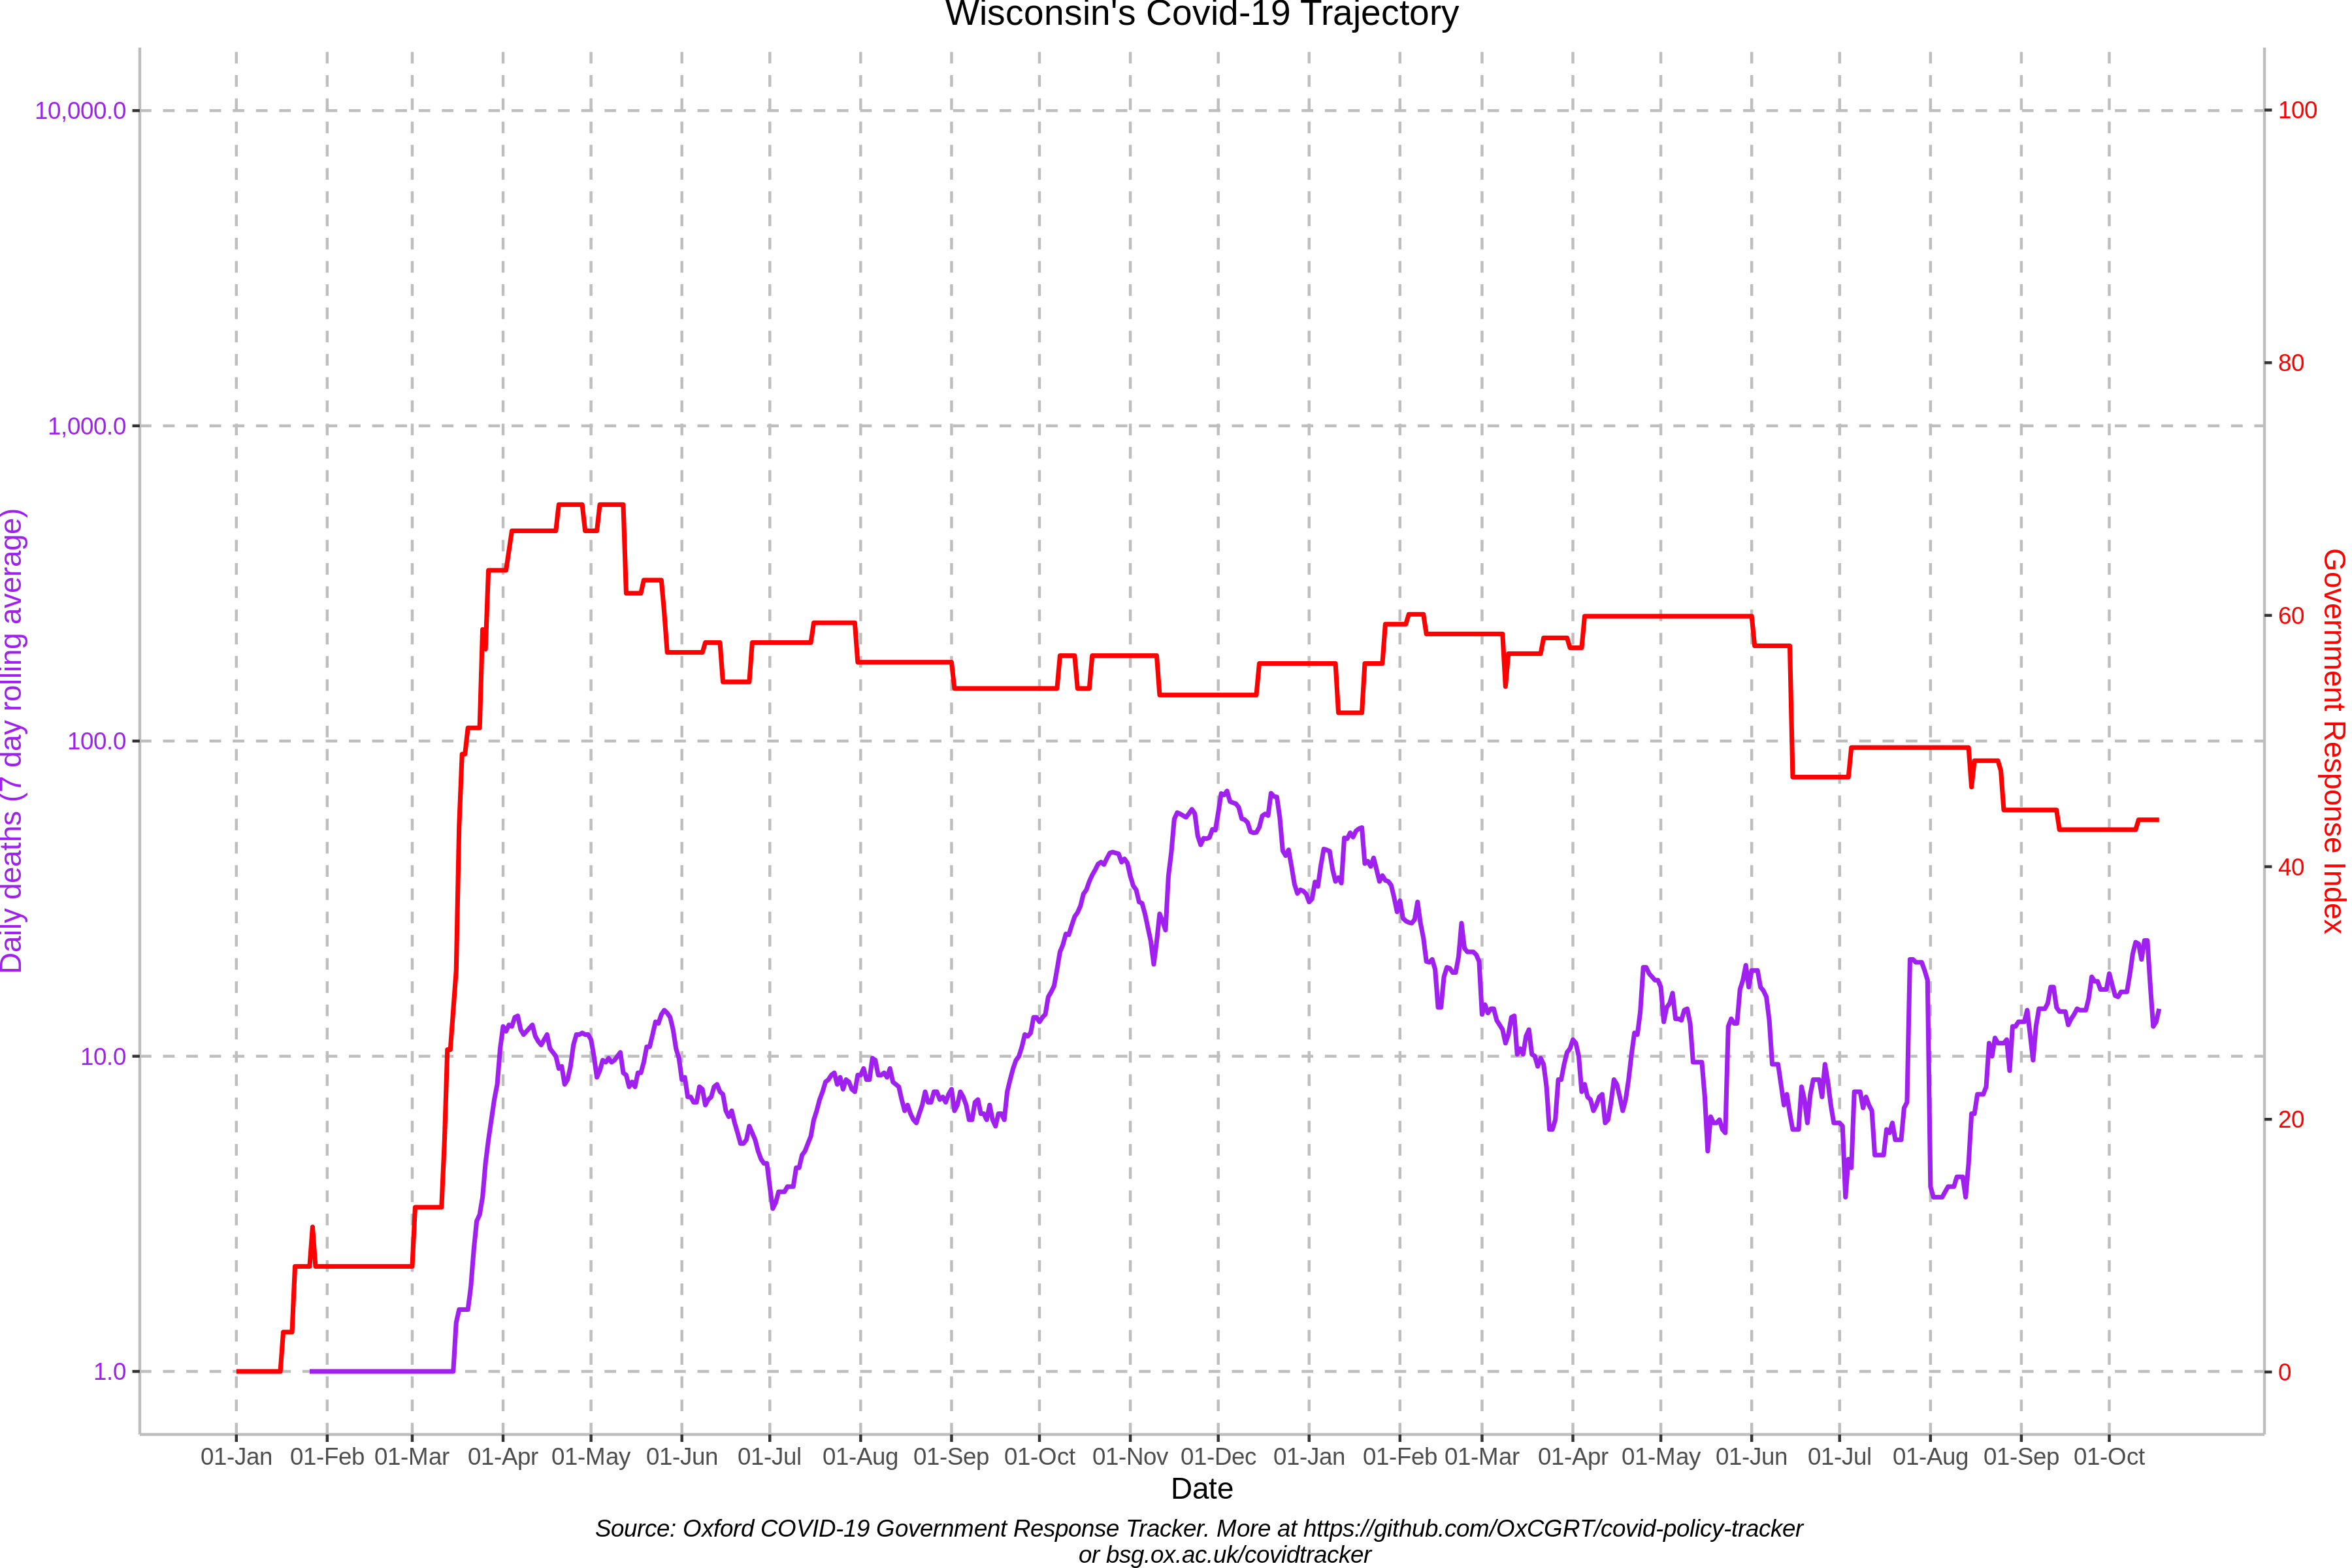 Wisconsin's Covid-19 Trajectory
10,000.0
1,000.0
100.0
10.0
1.0
Daily deaths (7 day rolling average)
100
80
60
40
20
0
Government Response Index
01-Jan 01-Feb 01-Mar 01-Apr 01-May 01-Jun 01-Jul 01-Aug 01-Sep 01-Oct 01-Nov 01-Dec 01-Jan 01-Feb 01-Mar 01-Apr 01-May 01-Jun 01-Jul 01-Aug 01-Sep 01-Oct
Date
Source: Oxford COVID-19 Government Response Tracker. More at https://github.com/OxCGRT/covid-policy-tracker
or bsg.ox.ac.uk/covidtracker